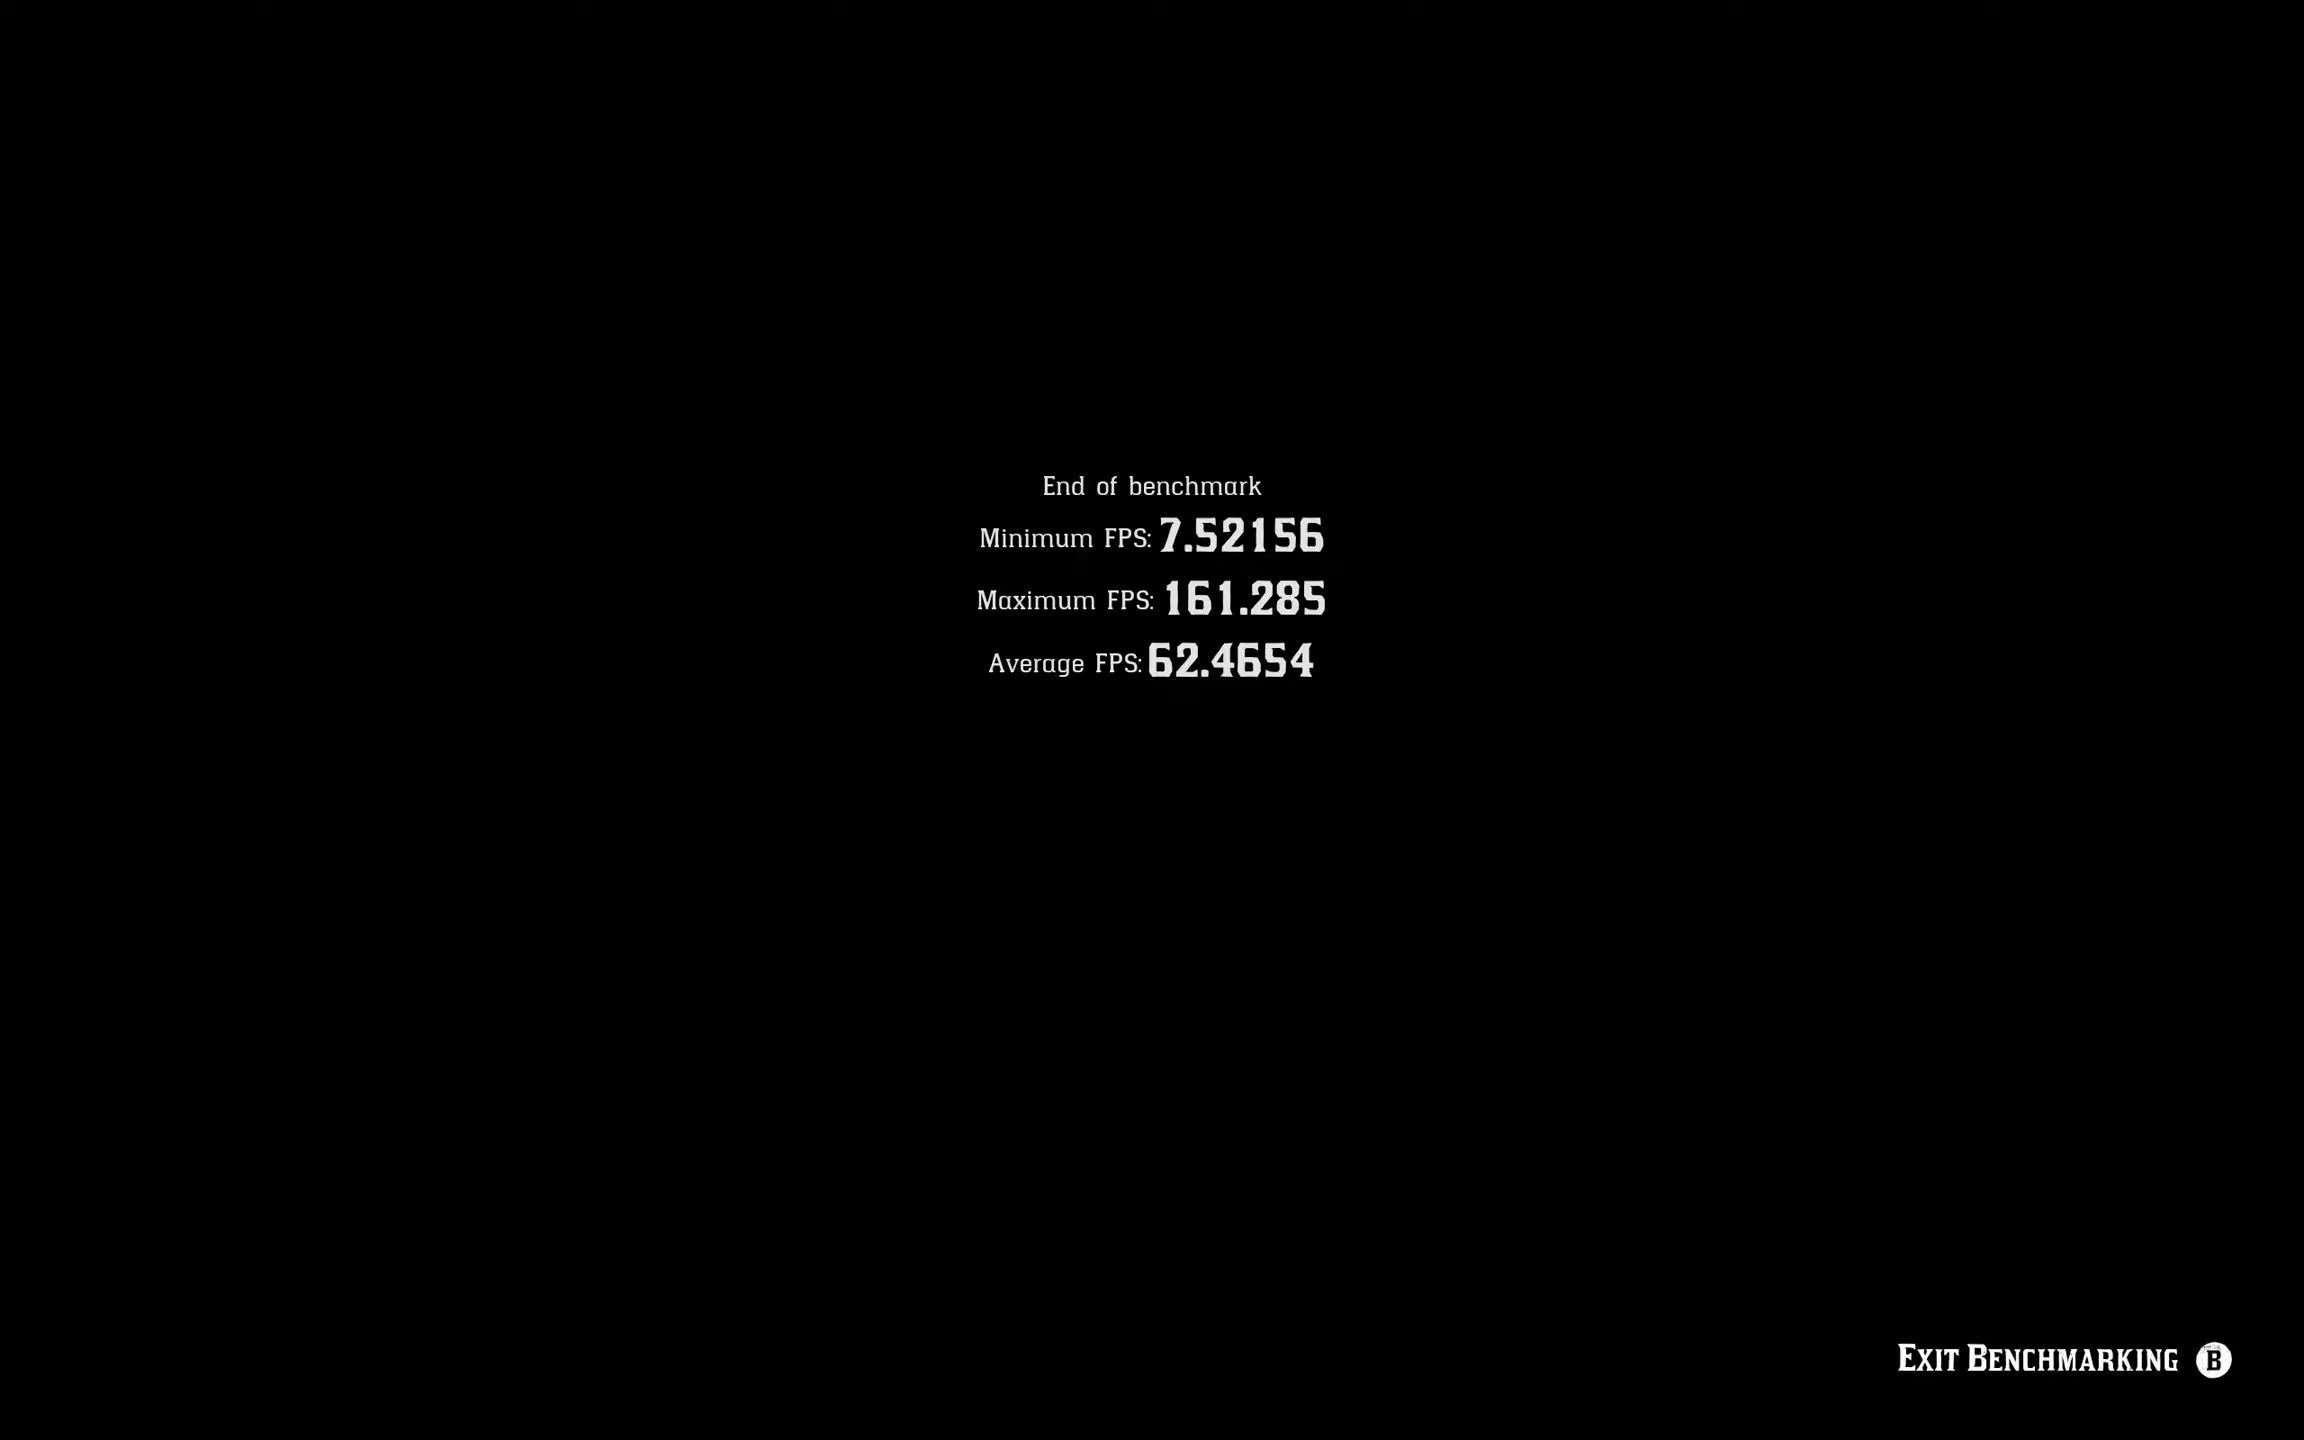 End of benchmark
Minimum FPS: 7.52156
Maximum FPS: 161.285
Average FPS: 62.4654
EXIT BENCHMARKING B